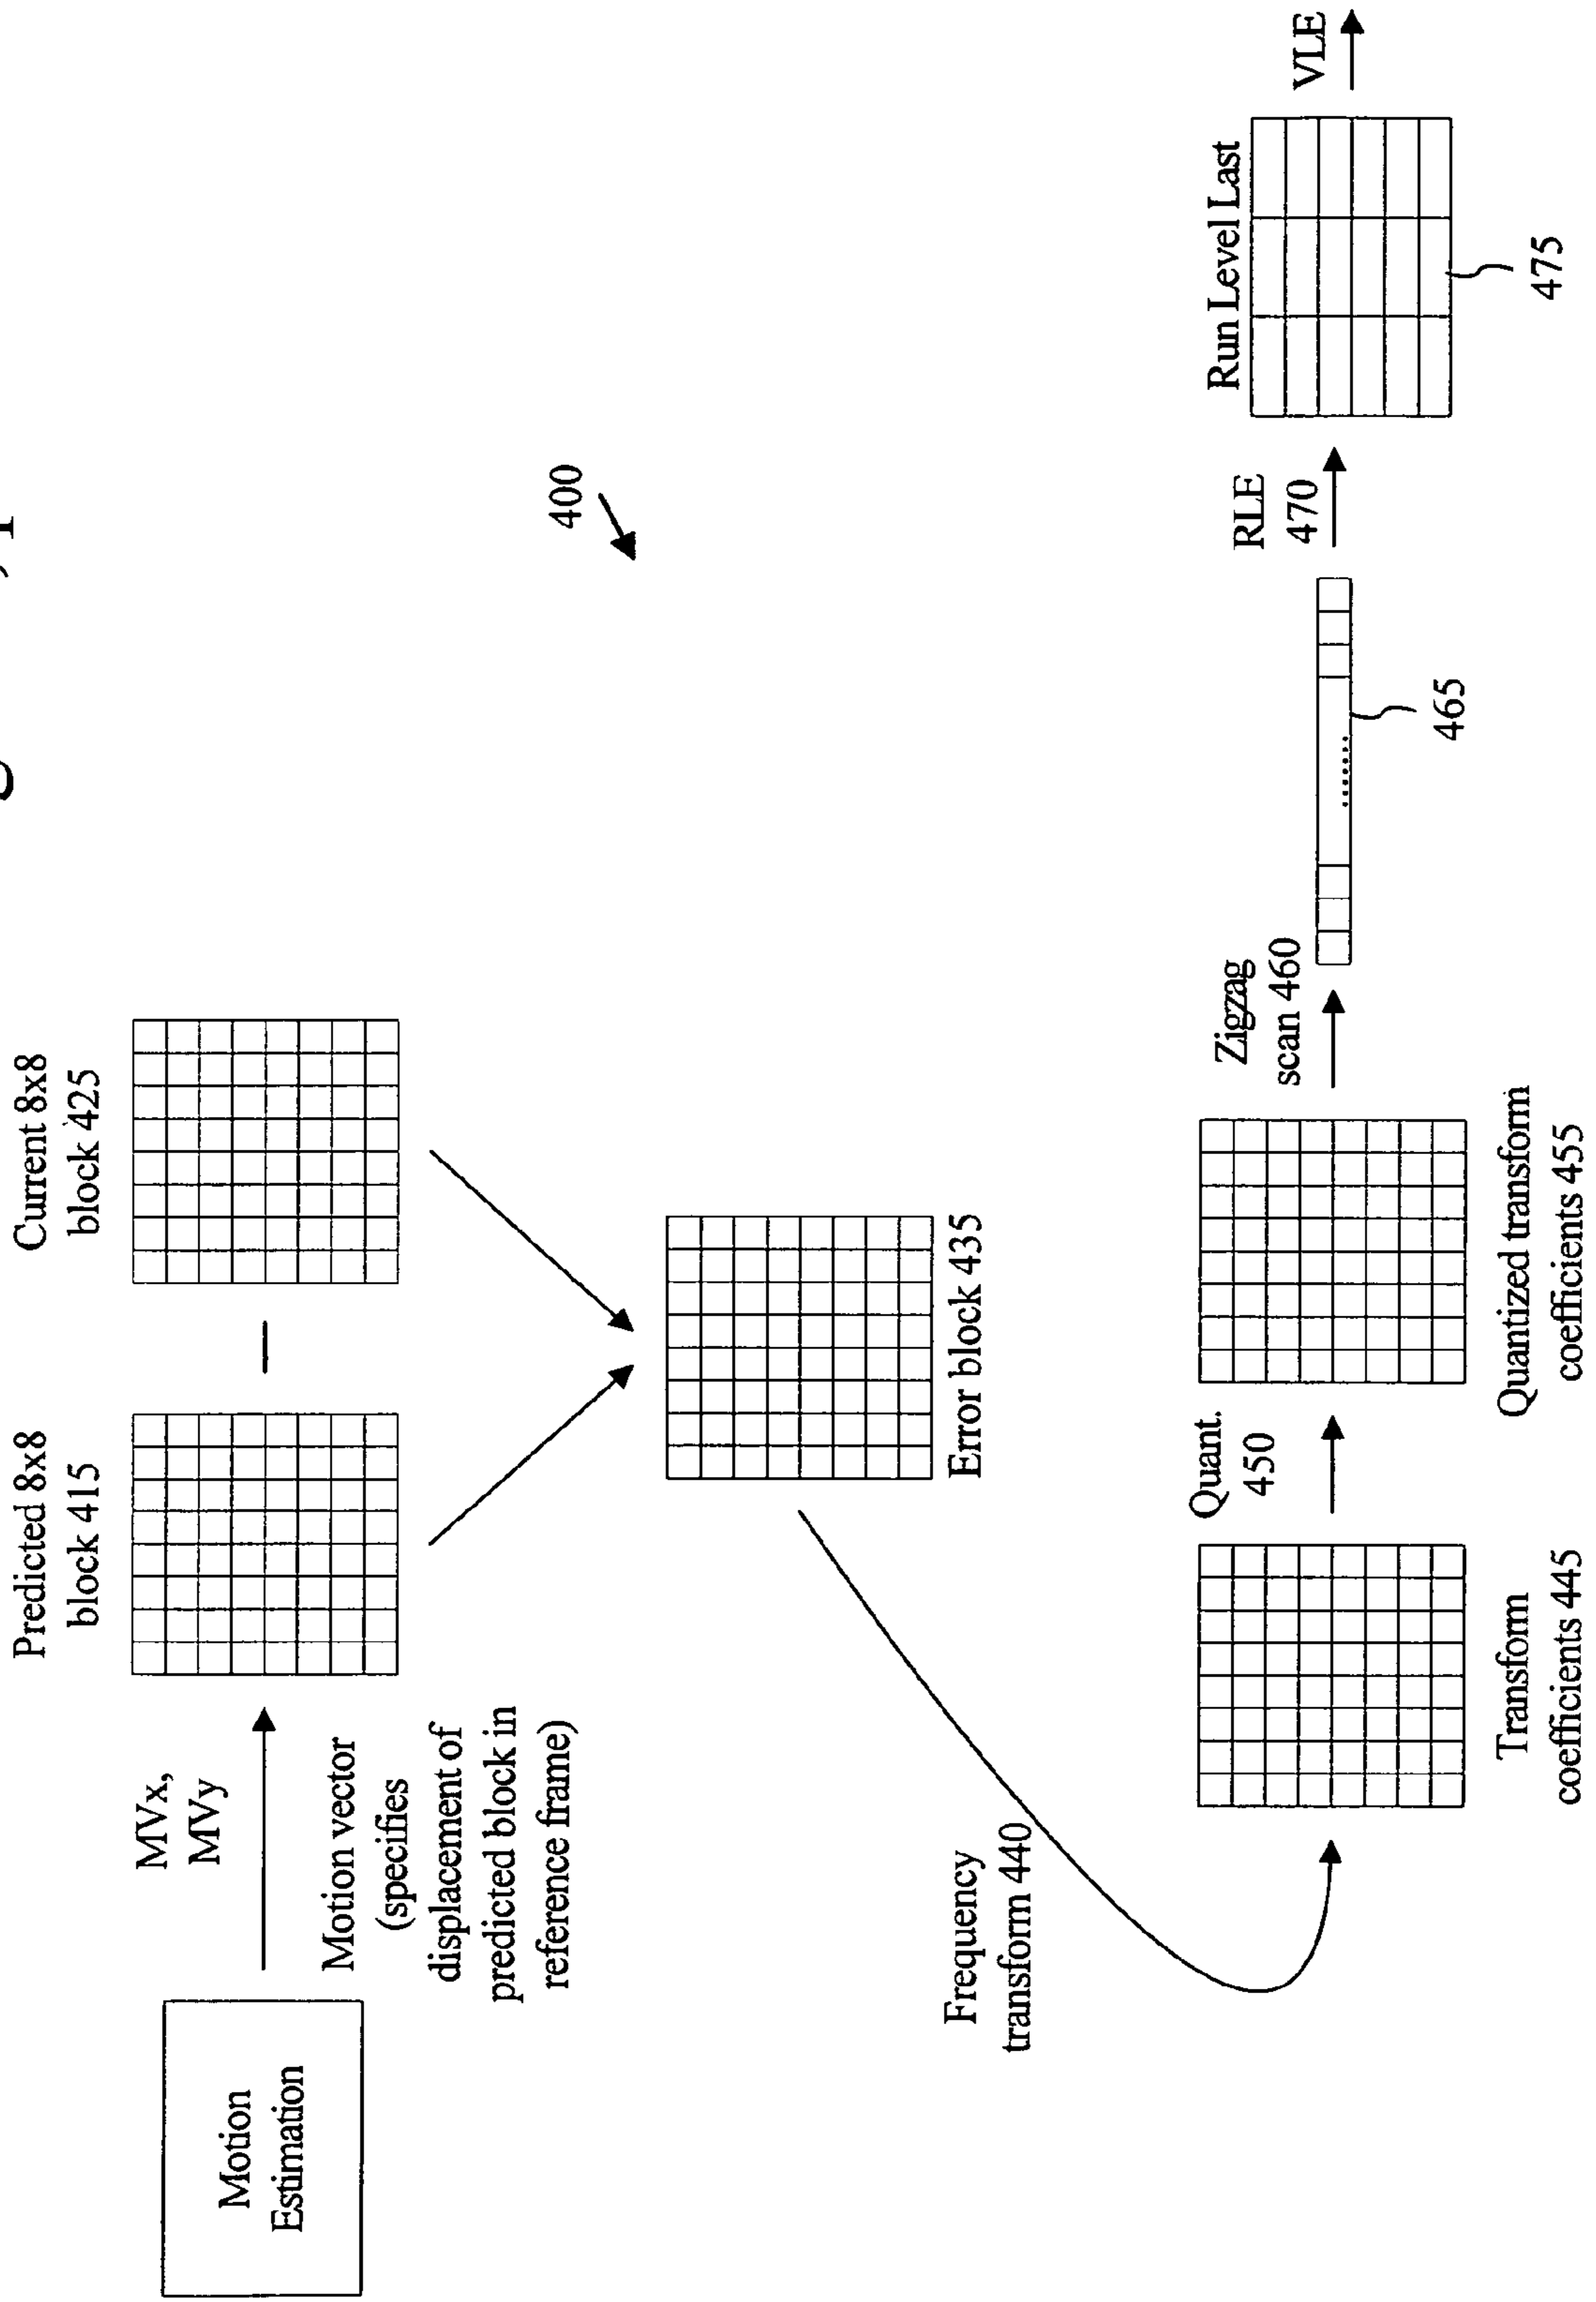 Predicted 8x8
block 415
Current 8x8
block 425
MVx,
MVy
Motion
Estimation
Motion vector
(specifies
displacement of
predicted block in
reference frame)
400
Error block 435
Frequency
transform 440
Quant.
450
Zigzag
scan 460
RLE
470
Run Level Last
VLE
465
475
Transform
coefficients 445
Quantized transform
coefficients 455